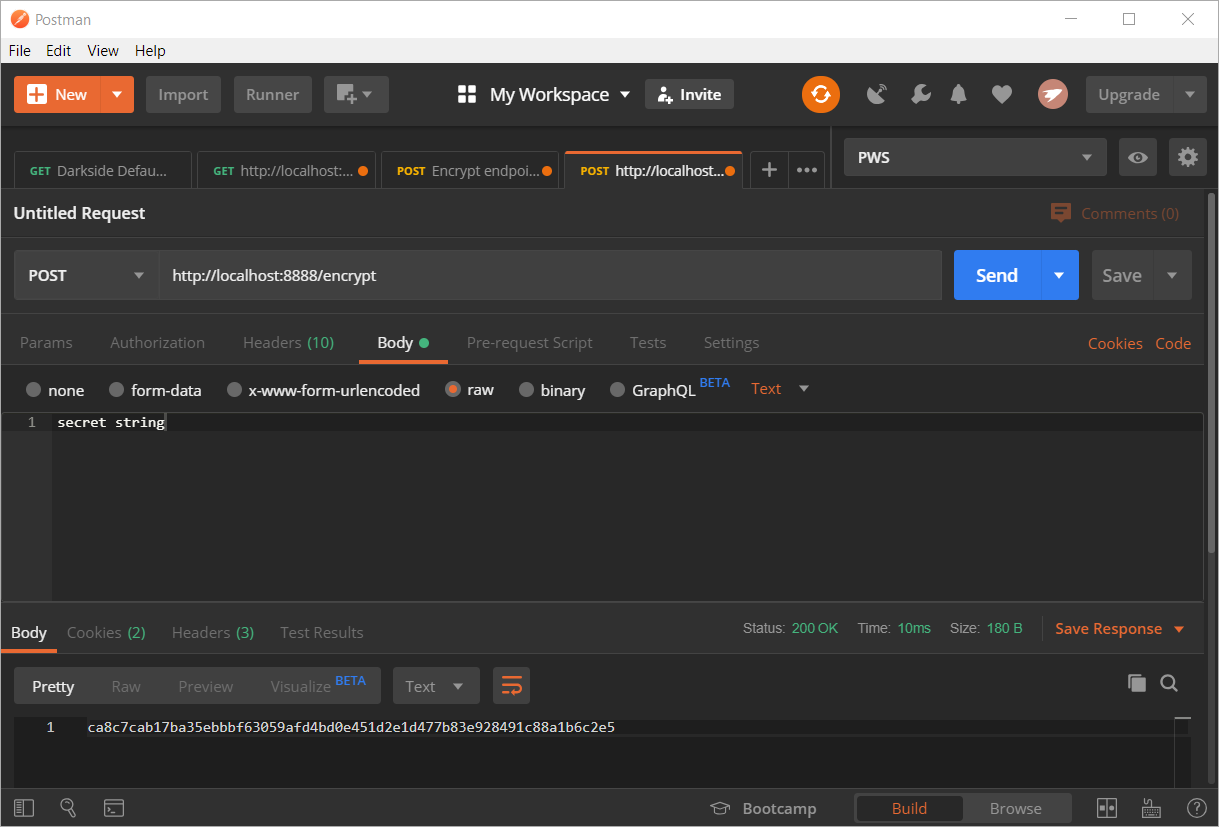 Postman
File Edit View Help
New Import Runner My Workspace Invite Upgrade
GET Darkside Defau... GET http://localhost:... POST Encrypt endpoi... POST http://localhost... PWS
Untitled Request Comments (0)
POST http://localhost:8888/encrypt Send Save
Params Authorization Headers (10) Body Pre-request Script Tests Settings Cookies Code
none form-data x-www-form-urlencoded raw binary GraphQL BETA Text
1 secret string
Body Cookies (2) Headers (3) Test Results Status: 200 OK Time: 10ms Size: 180 B Save Response
Pretty Raw Preview Visualize BETA Text
1 ca8c7cab17ba35ebbbf63059afd4bd0e451d2e1d477b83e928491c88a1b6c2e5
Bootcamp Build Browse